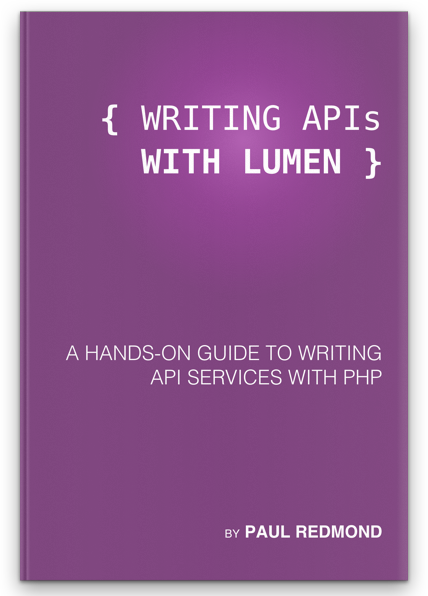 { WRITING APIs
WITH LUMEN }
A HANDS-ON GUIDE TO WRITING
API SERVICES WITH PHP
BY PAUL REDMOND